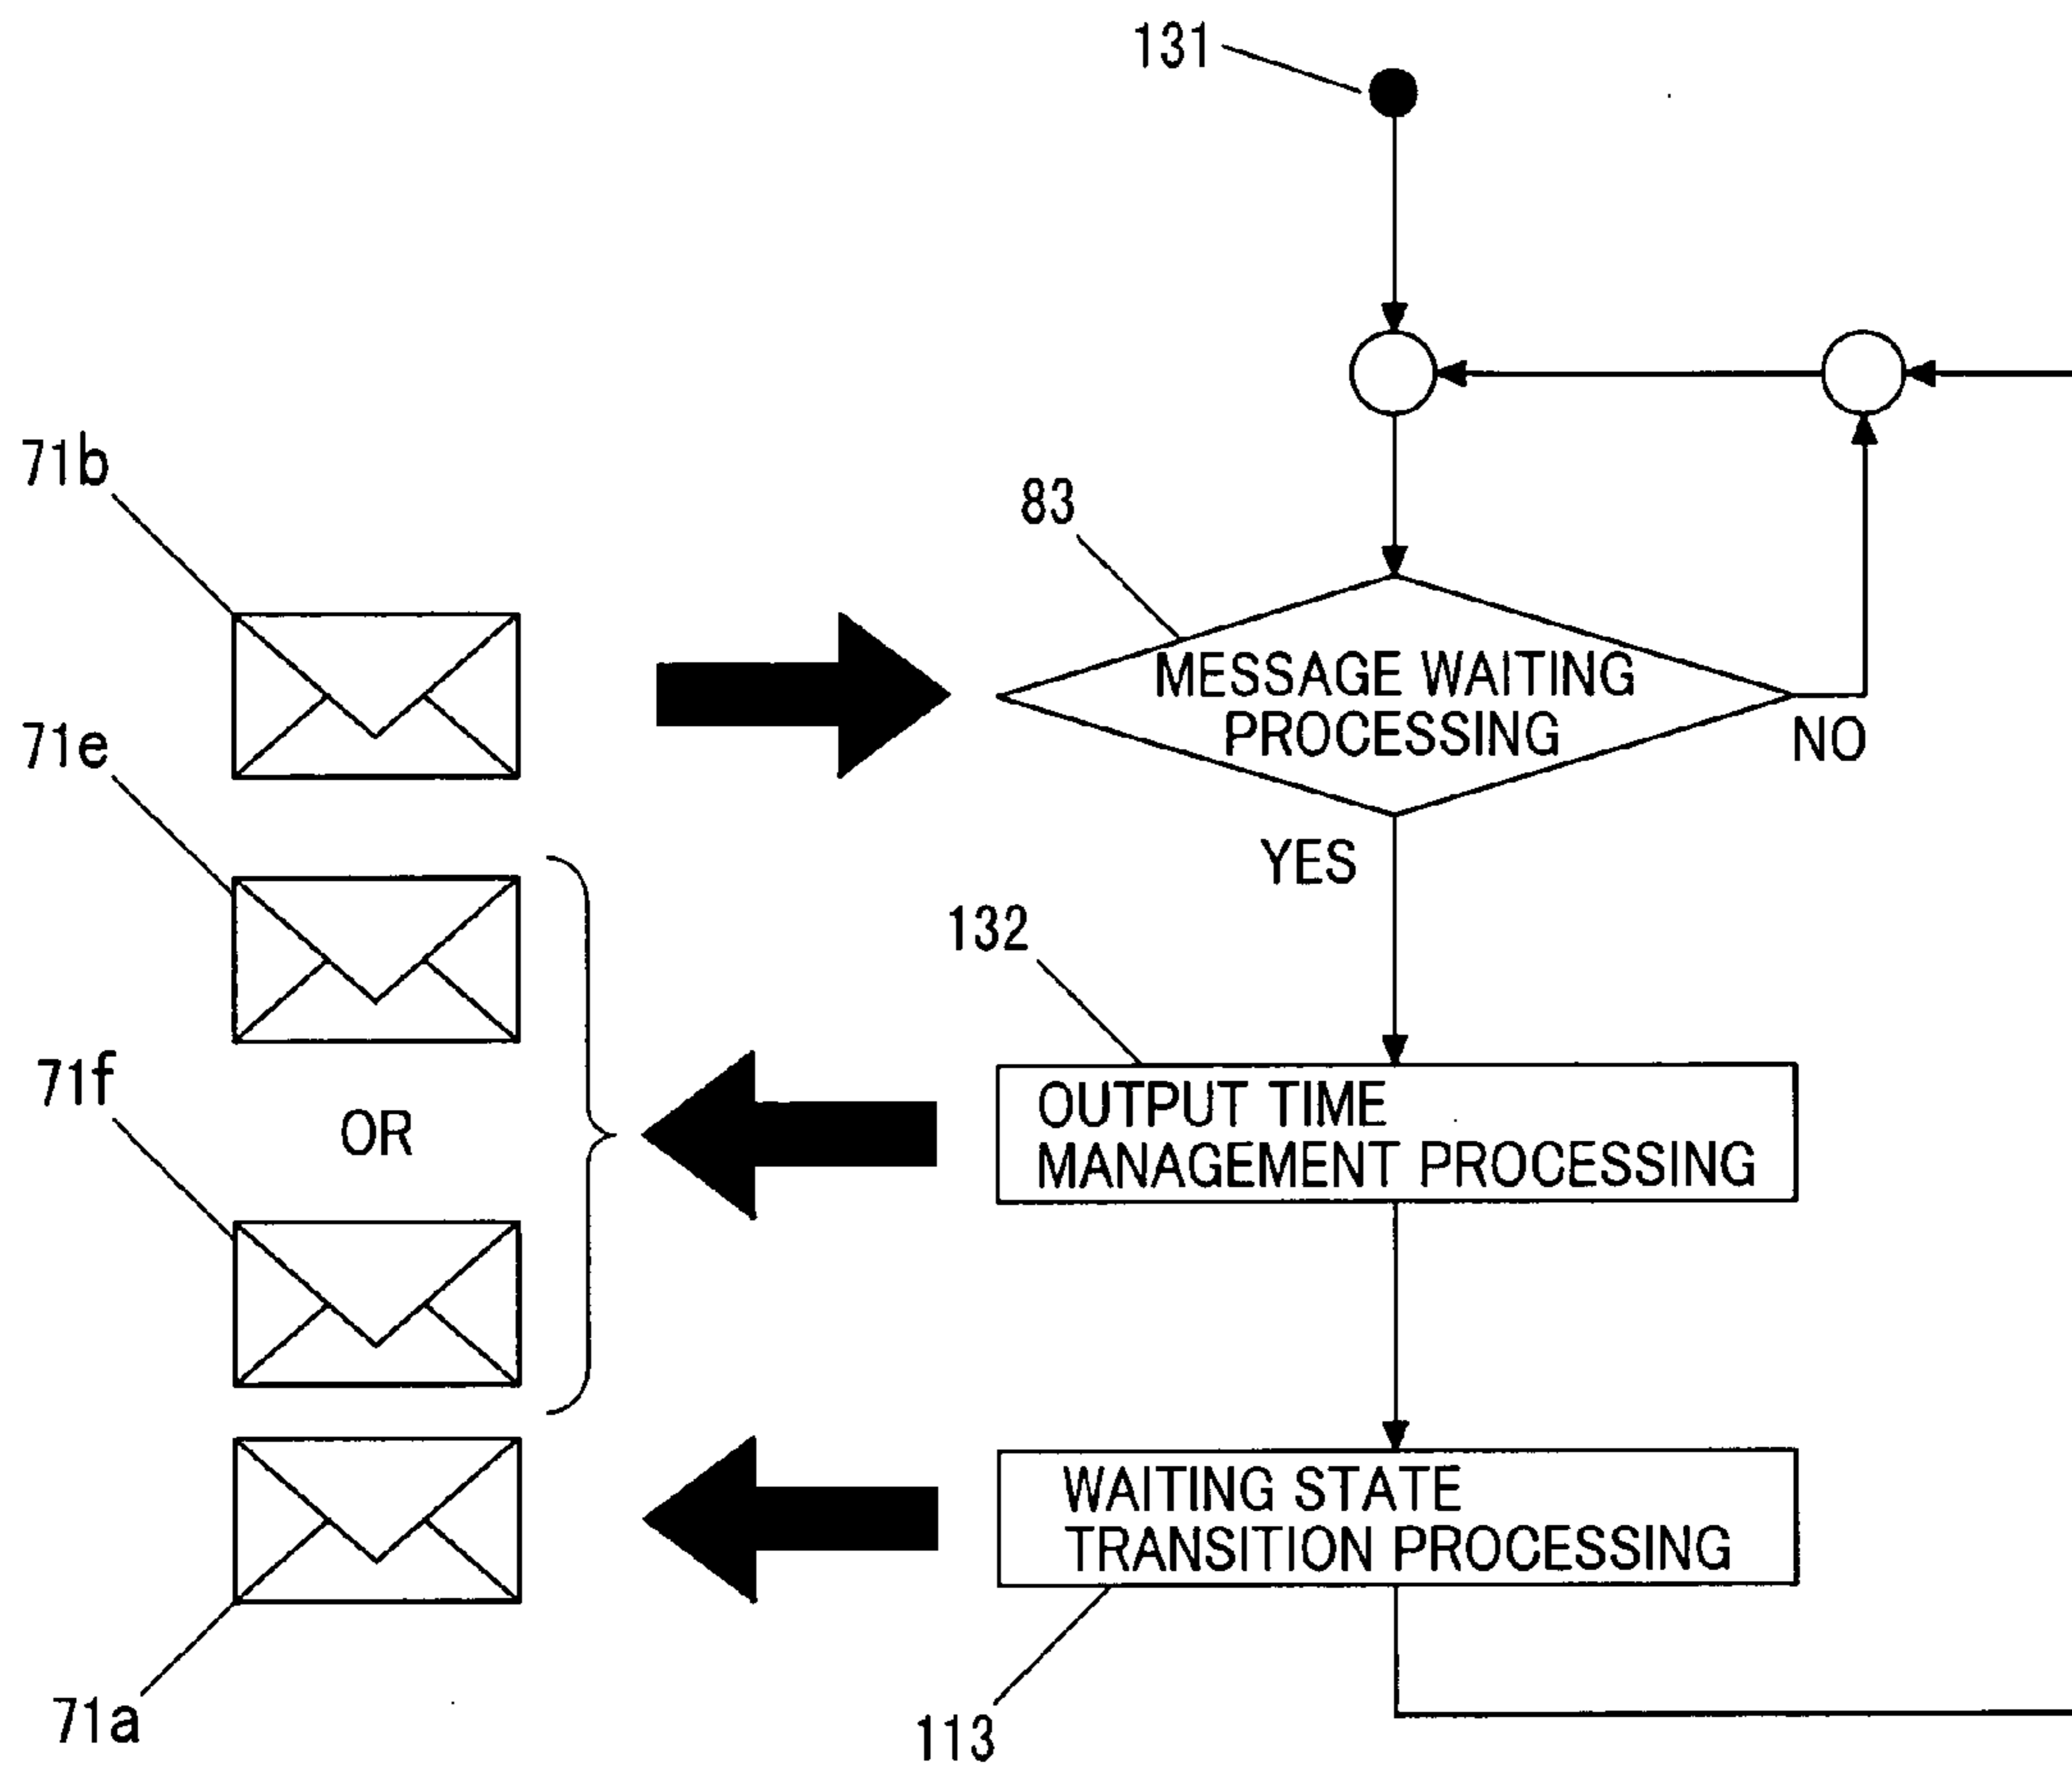 131
71b
83
MESSAGE WAITING
PROCESSING
NO
71e
YES
132
OUTPUT TIME
MANAGEMENT PROCESSING
71f
OR
WAITING STATE
TRANSITION PROCESSING
71a
113